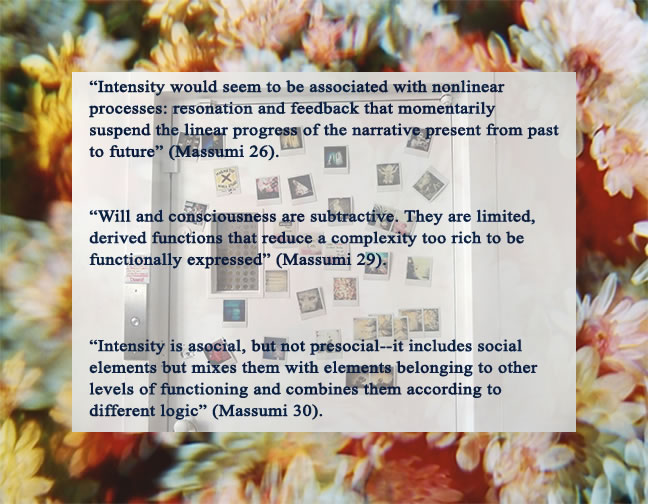 “Intensity would seem to be associated with nonlinear
processes: resonation and feedback that momentarily
suspend the linear progress of the narrative present from past
to future” (Massumi 26).
“Will and consciousness are subtractive. They are limited,
derived functions that reduce a complexity too rich to be
functionally expressed” (Massumi 29).
“Intensity is asocial, but not presocial--it includes social
elements but mixes them with elements belonging to other
levels of functioning and combines them according to
different logic” (Massumi 30).